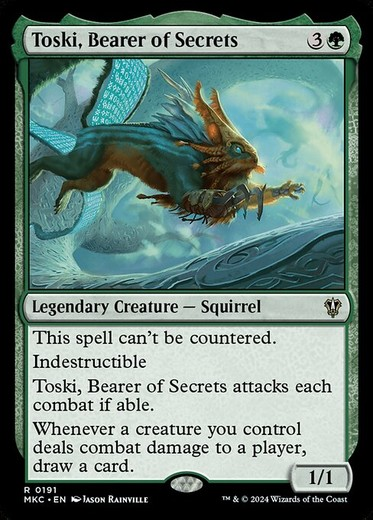 Toski, Bearer of Secrets 3
Legendary Creature — Squirrel
This spell can't be countered.
Indestructible
Toski, Bearer of Secrets attacks each
combat if able.
Whenever a creature you control
deals combat damage to a player,
draw a card.
1/1
R 0191
MKC • EN Jason Rainville
™ & © 2024 Wizards of the Coast